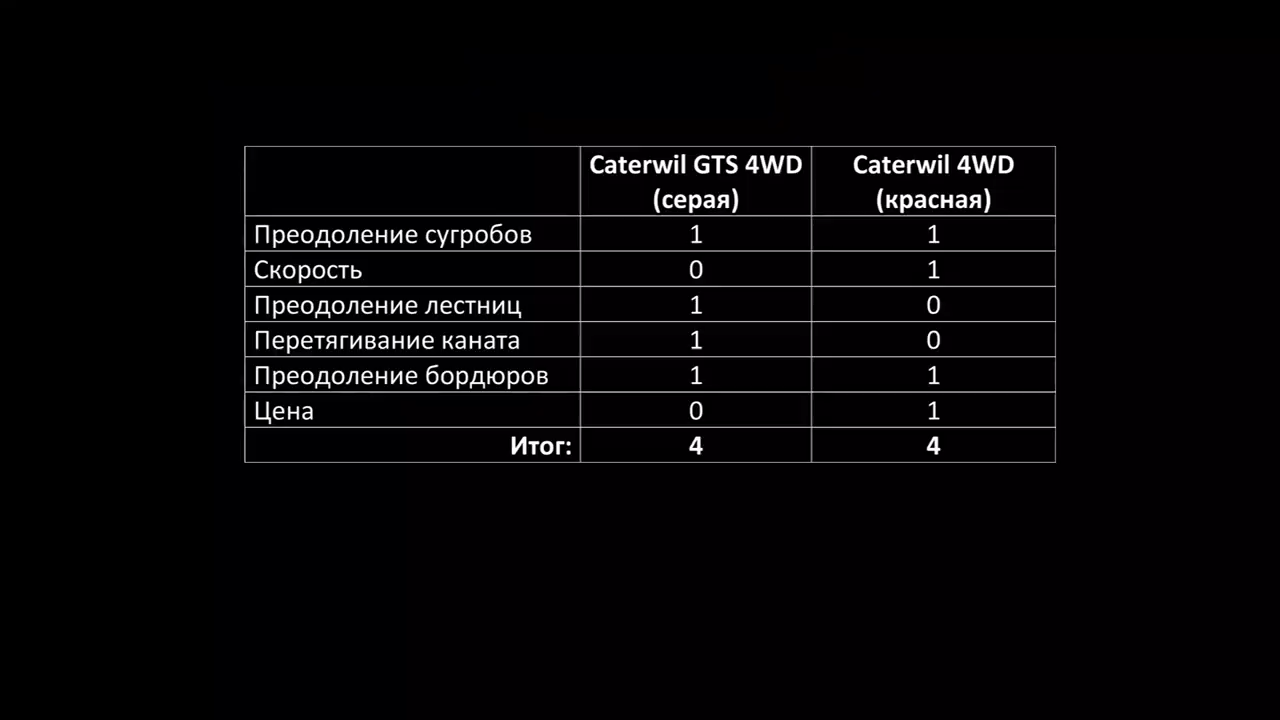 Caterwil GTS 4WD Caterwil 4WD
(серая) (красная)
Преодоление сугробов 1 1
Скорость 0 1
Преодоление лестниц 1 0
Перетягивание каната 1 0
Преодоление бордюров 1 1
Цена 0 1
Итог: 4 4